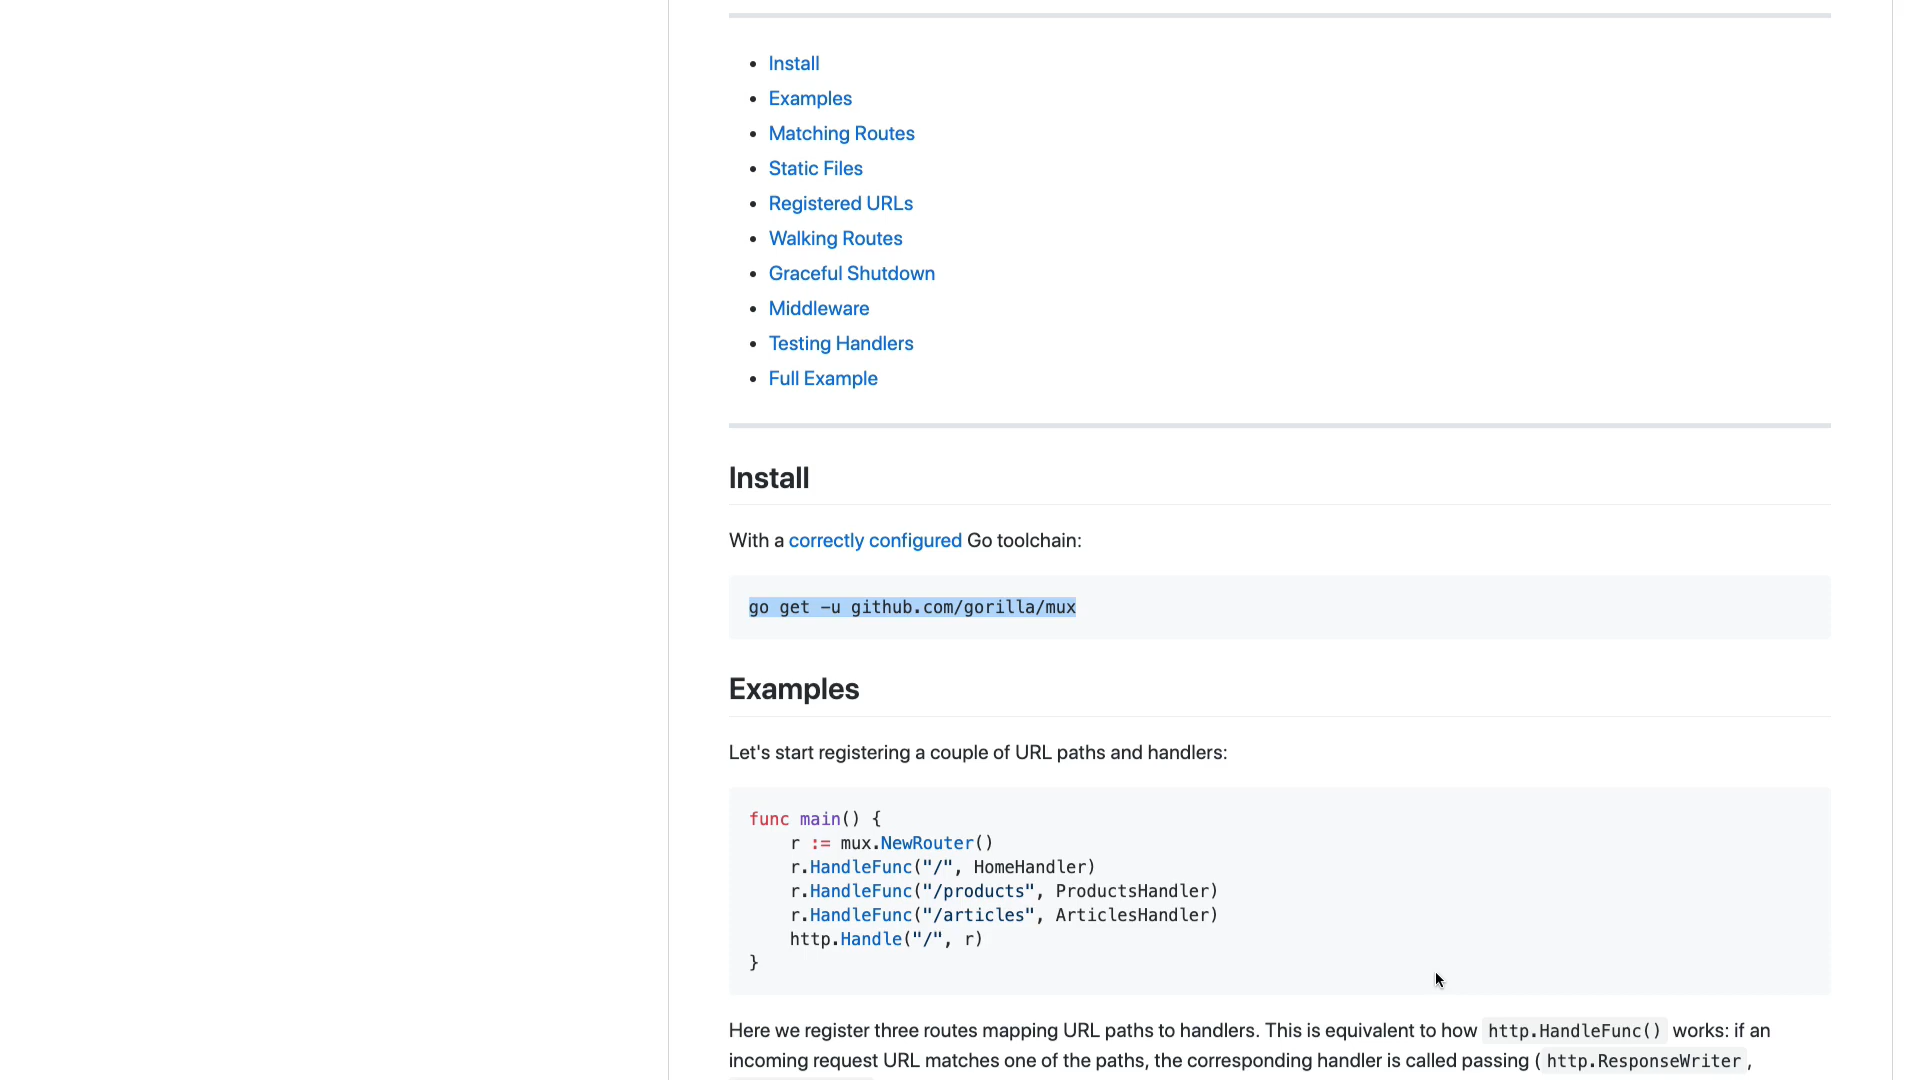 Install
Examples
Matching Routes
Static Files
Registered URLs
Walking Routes
Graceful Shutdown
Middleware
Testing Handlers
Full Example
Install
With a correctly configured Go toolchain:
go get -u github.com/gorilla/mux
Examples
Let's start registering a couple of URL paths and handlers:
func main() {
    r := mux.NewRouter()
    r.HandleFunc("/", HomeHandler)
    r.HandleFunc("/products", ProductsHandler)
    r.HandleFunc("/articles", ArticlesHandler)
    http.Handle("/", r)
}
Here we register three routes mapping URL paths to handlers. This is equivalent to how http.HandleFunc() works: if an
incoming request URL matches one of the paths, the corresponding handler is called passing ( http.ResponseWriter ,